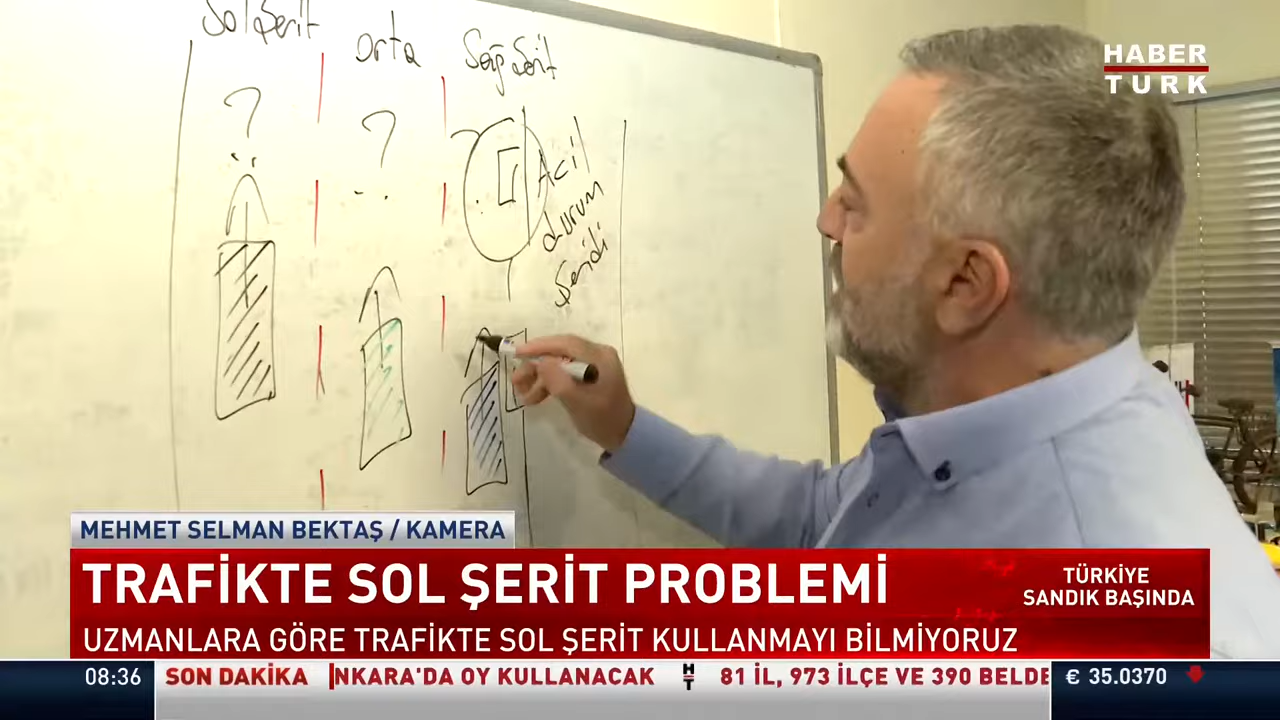 Sol Şerit
Orta
Sağ Şerit
?
?
?
Acil
durum
Şeridi
HABER
TURK
MEHMET SELMAN BEKTAŞ / KAMERA
TRAFİKTE SOL ŞERİT PROBLEMİ
UZMANLARA GÖRE TRAFİKTE SOL ŞERİT KULLANMAYI BİLMİYORUZ
TÜRKİYE
SANDIK BAŞINDA
08:36 SON DAKİKA NKARA'DA OY KULLANACAK HT 81 İL, 973 İLÇE VE 390 BELDE € 35.0370